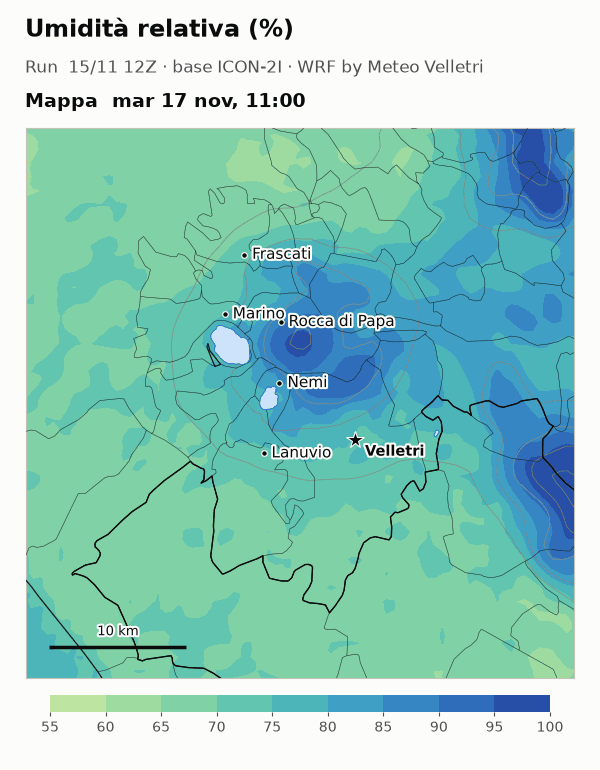 Umidità relativa (%)
Run  15/11 12Z · base ICON-2I · WRF by Meteo Velletri
Mappa  mar 17 nov, 11:00
Frascati
Marino
Rocca di Papa
Nemi
Velletri
Lanuvio
10 km
55 60 65 70 75 80 85 90 95 100